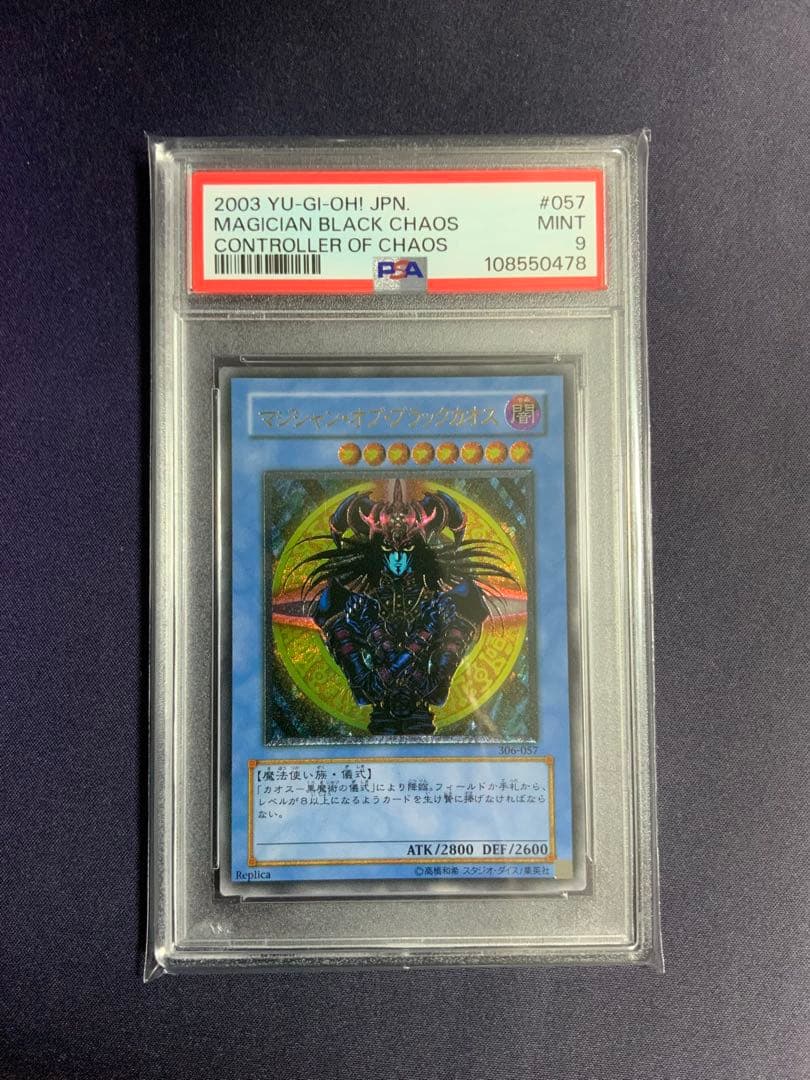 2003 YU-GI-OH! JPN. #057
MAGICIAN BLACK CHAOS MINT
CONTROLLER OF CHAOS 9
PSA 108550478
マジシャン・オブ・ブラックカオス
闇
306-057
【魔法使い族・儀式】
「カオス－黒魔術の儀式」により降臨。フィールドか手札から、
レベルが8以上になるようカードを生け贄に捧げなければなら
ない。
ATK/2800 DEF/2600
Replica ©高橋和希 スタジオ・ダイス/集英社